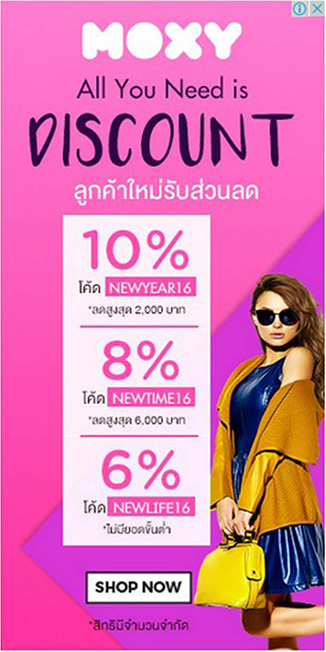 MOXY
All You Need is
DISCOUNT
ลูกค้าใหม่รับส่วนลด
10%
โค้ด NEWYEAR16
*ลดสูงสุด 2,000 บาท
8%
โค้ด NEWTIME16
*ลดสูงสุด 6,000 บาท
6%
โค้ด NEWLIFE16
*ไม่มียอดขั้นต่ำ
SHOP NOW
*สิทธิมีจำนวนจำกัด